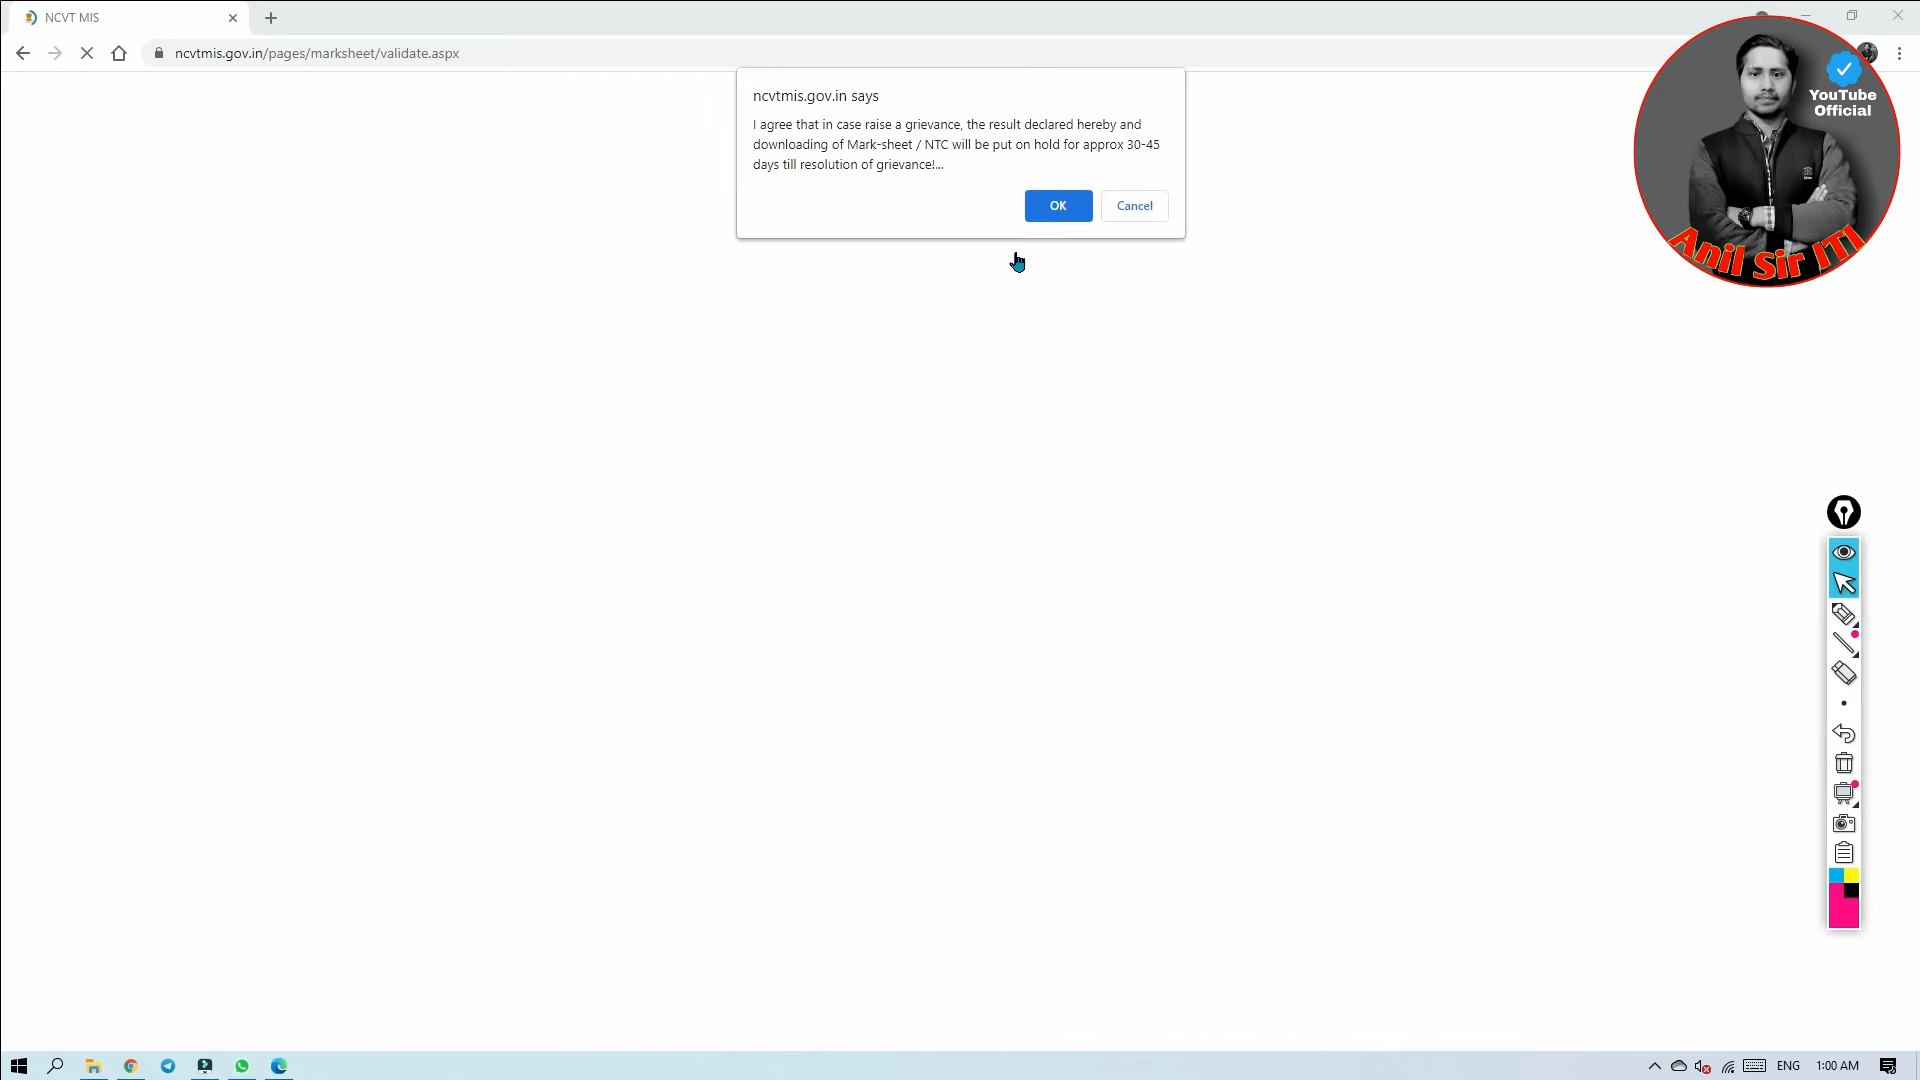 NCVT MIS
ncvtmis.gov.in/pages/marksheet/validate.aspx
ncvtmis.gov.in says
I agree that in case raise a grievance, the result declared hereby and
downloading of Mark-sheet / NTC will be put on hold for approx 30-45
days till resolution of grievance!...
OK
Cancel
YouTube
Official
Anil Sir ITI
ENG
1:00 AM